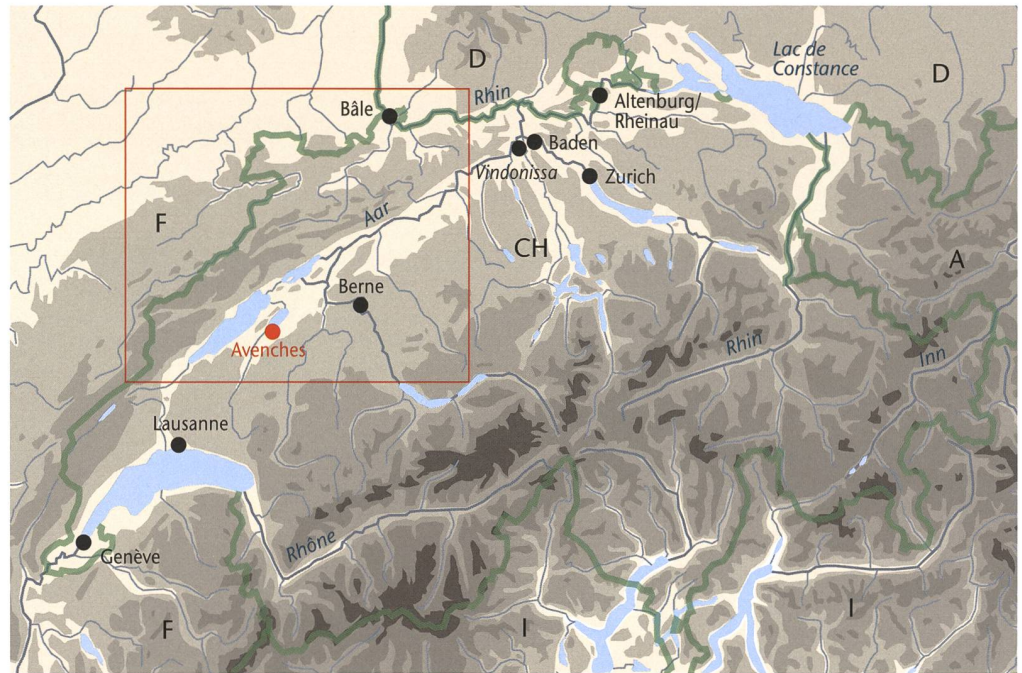 D
Lac de
Constance
D
Rhin
Bâle
Altenburg/
Rheinau
Baden
Vindonissa
Zurich
F
Aar
CH
A
Berne
Avenches
Rhin
Inn
Lausanne
Rhône
Genève
F
I
I